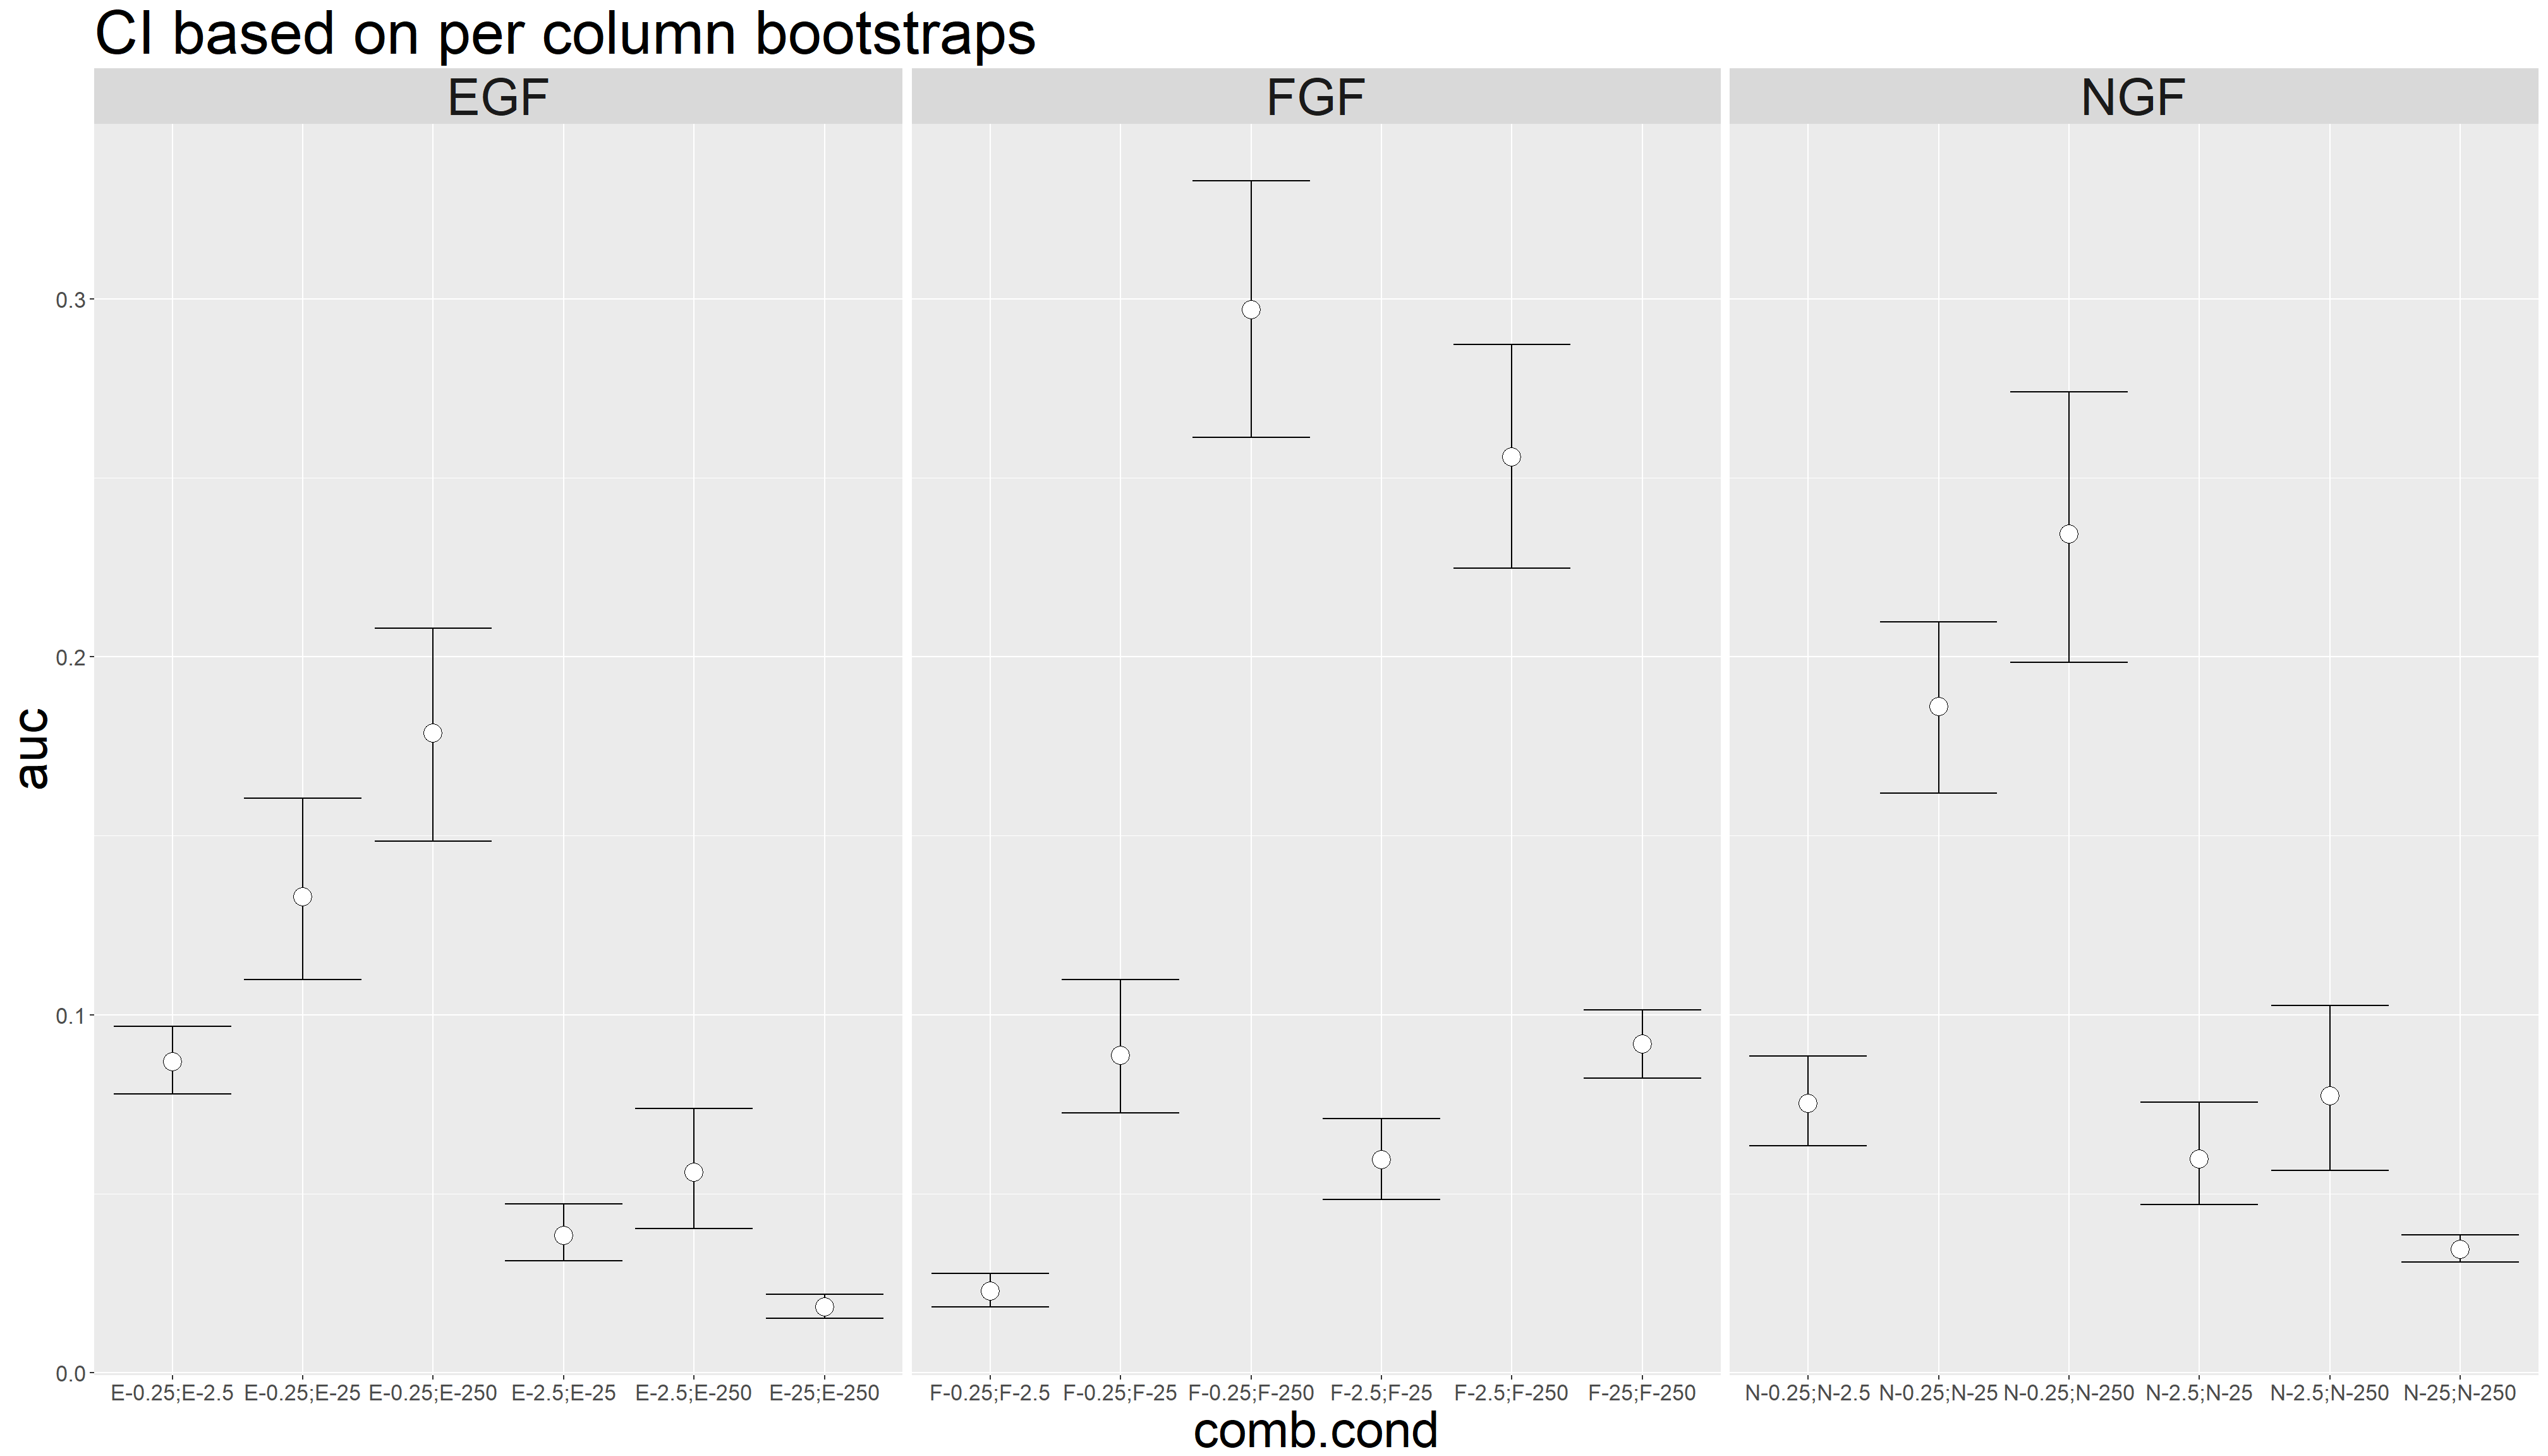 CI based on per column bootstraps
EGF FGF NGF
auc
0.3
0.2
0.1
0.0
E-0.25;E-2.5 E-0.25;E-25 E-0.25;E-250 E-2.5;E-25 E-2.5;E-250 E-25;E-250 F-0.25;F-2.5 F-0.25;F-25 F-0.25;F-250 F-2.5;F-25 F-2.5;F-250 F-25;F-250 N-0.25;N-2.5 N-0.25;N-25 N-0.25;N-250 N-2.5;N-25 N-2.5;N-250 N-25;N-250
comb.cond